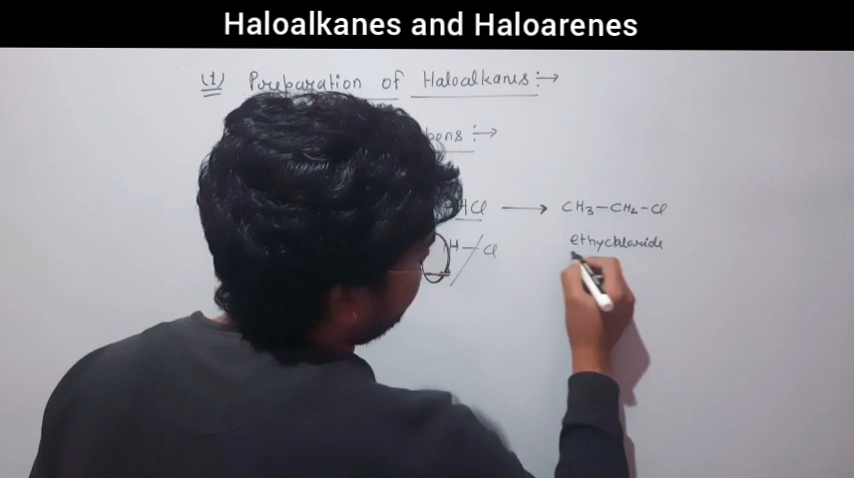 Haloalkanes and Haloarenes
(1) Preparation of Haloalkanes :→
bons :→
HCl ⟶ CH₃-CH₂-Cl
H-Cl ethychloride